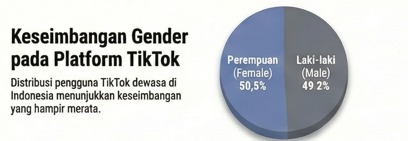 Keseimbangan Gender
pada Platform TikTok
Distribusi pengguna TikTok dewasa di
Indonesia menunjukkan keseimbangan
yang hampir merata.
Perempuan
(Female)
50,5%
Laki-laki
(Male)
49 2%